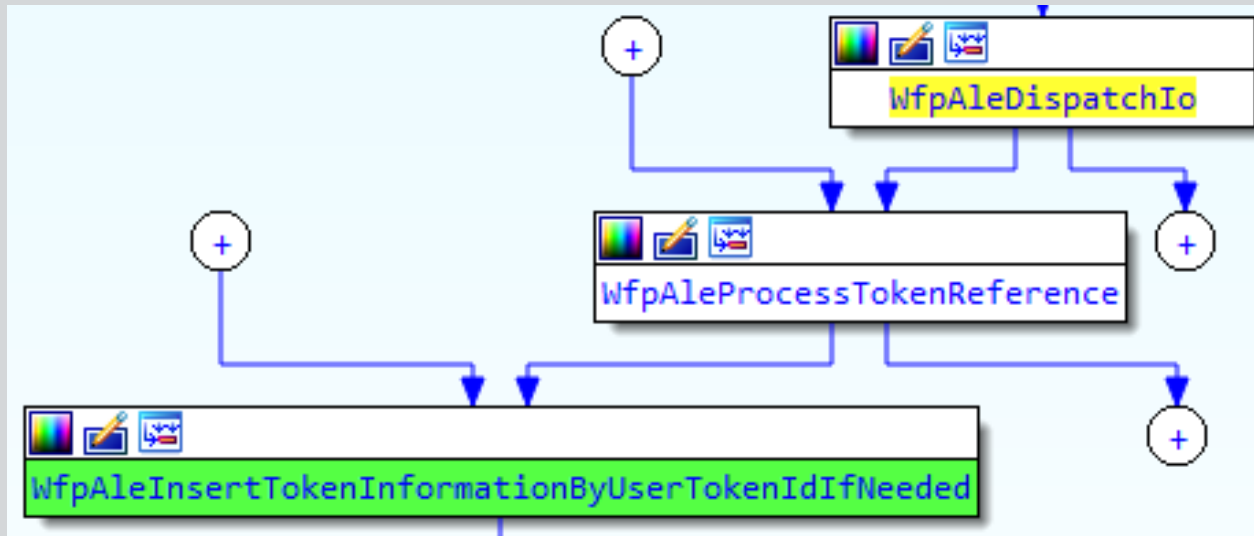 +
WfpAleDispatchIo
+
+
WfpAleProcessTokenReference
+
WfpAleInsertTokenInformationByUserTokenIdIfNeeded